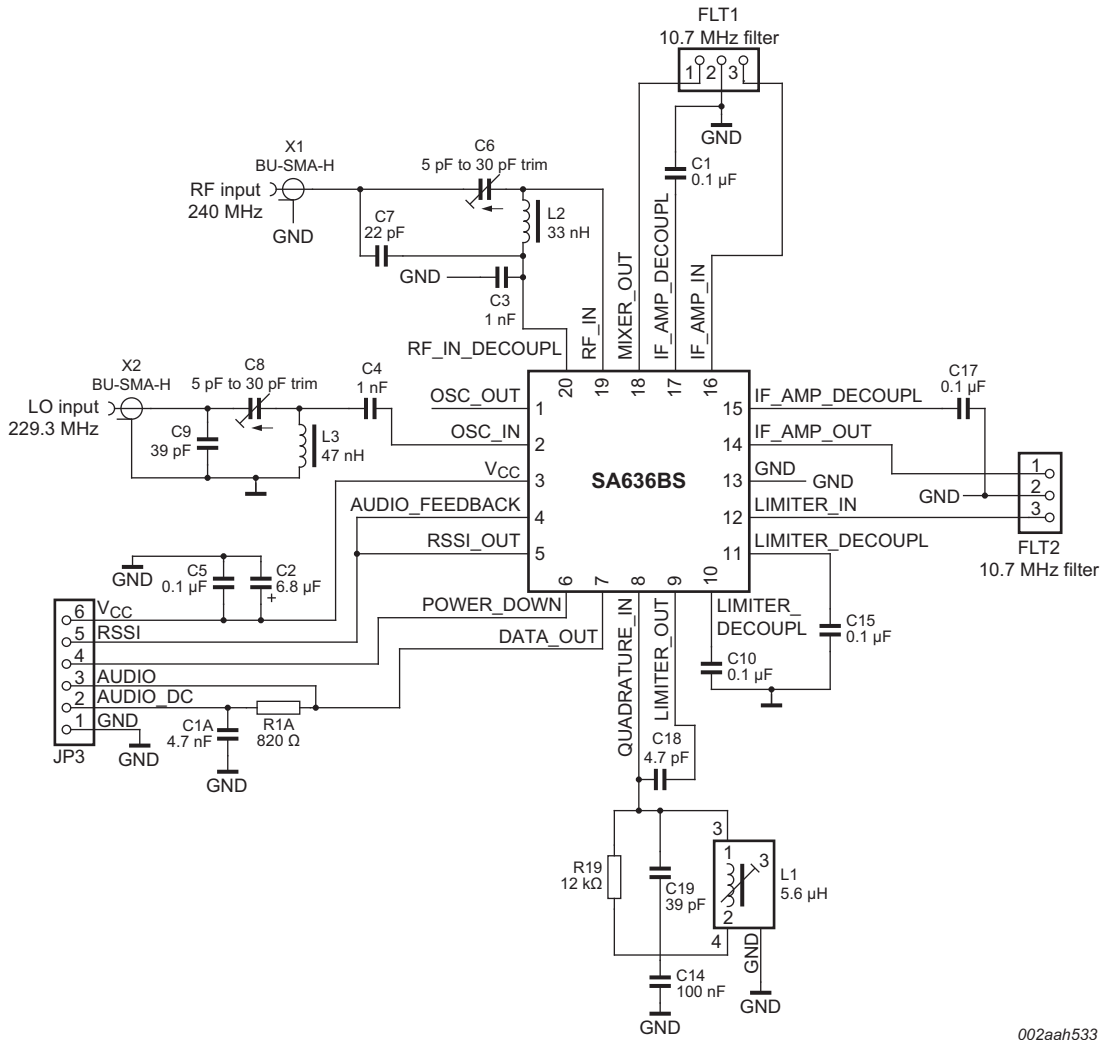 FLT1
10.7 MHz filter
1 2 3
GND
X1
BU-SMA-H
RF input
240 MHz
GND
C6
5 pF to 30 pF trim
C7
22 pF
L2
33 nH
GND
C3
1 nF
C1
0.1 µF
RF_IN_DECOUPL
RF_IN
MIXER_OUT
IF_AMP_DECOUPL
IF_AMP_IN
X2
BU-SMA-H
LO input
229.3 MHz
C8
5 pF to 30 pF trim
C4
1 nF
C9
39 pF
L3
47 nH
20 19 18 17 16
OSC_OUT
1
OSC_IN
2
VCC
3
AUDIO_FEEDBACK
4
RSSI_OUT
5
SA636BS
15
IF_AMP_DECOUPL
14
IF_AMP_OUT
13
GND
GND
12
LIMITER_IN
11
LIMITER_DECOUPL
6 7 8 9 10
C17
0.1 µF
GND
1
2
3
FLT2
10.7 MHz filter
GND
C5
0.1 µF
C2
6.8 µF
+
POWER_DOWN
DATA_OUT
QUADRATURE_IN
LIMITER_OUT
LIMITER_
DECOUPL
C15
0.1 µF
C10
0.1 µF
6 VCC
5 RSSI
4
3 AUDIO
2 AUDIO_DC
1 GND
JP3
GND
C1A
4.7 nF
GND
R1A
820 Ω
C18
4.7 pF
R19
12 kΩ
C19
39 pF
3
1
3
2
4
L1
5.6 µH
GND
GND
C14
100 nF
GND
002aah533